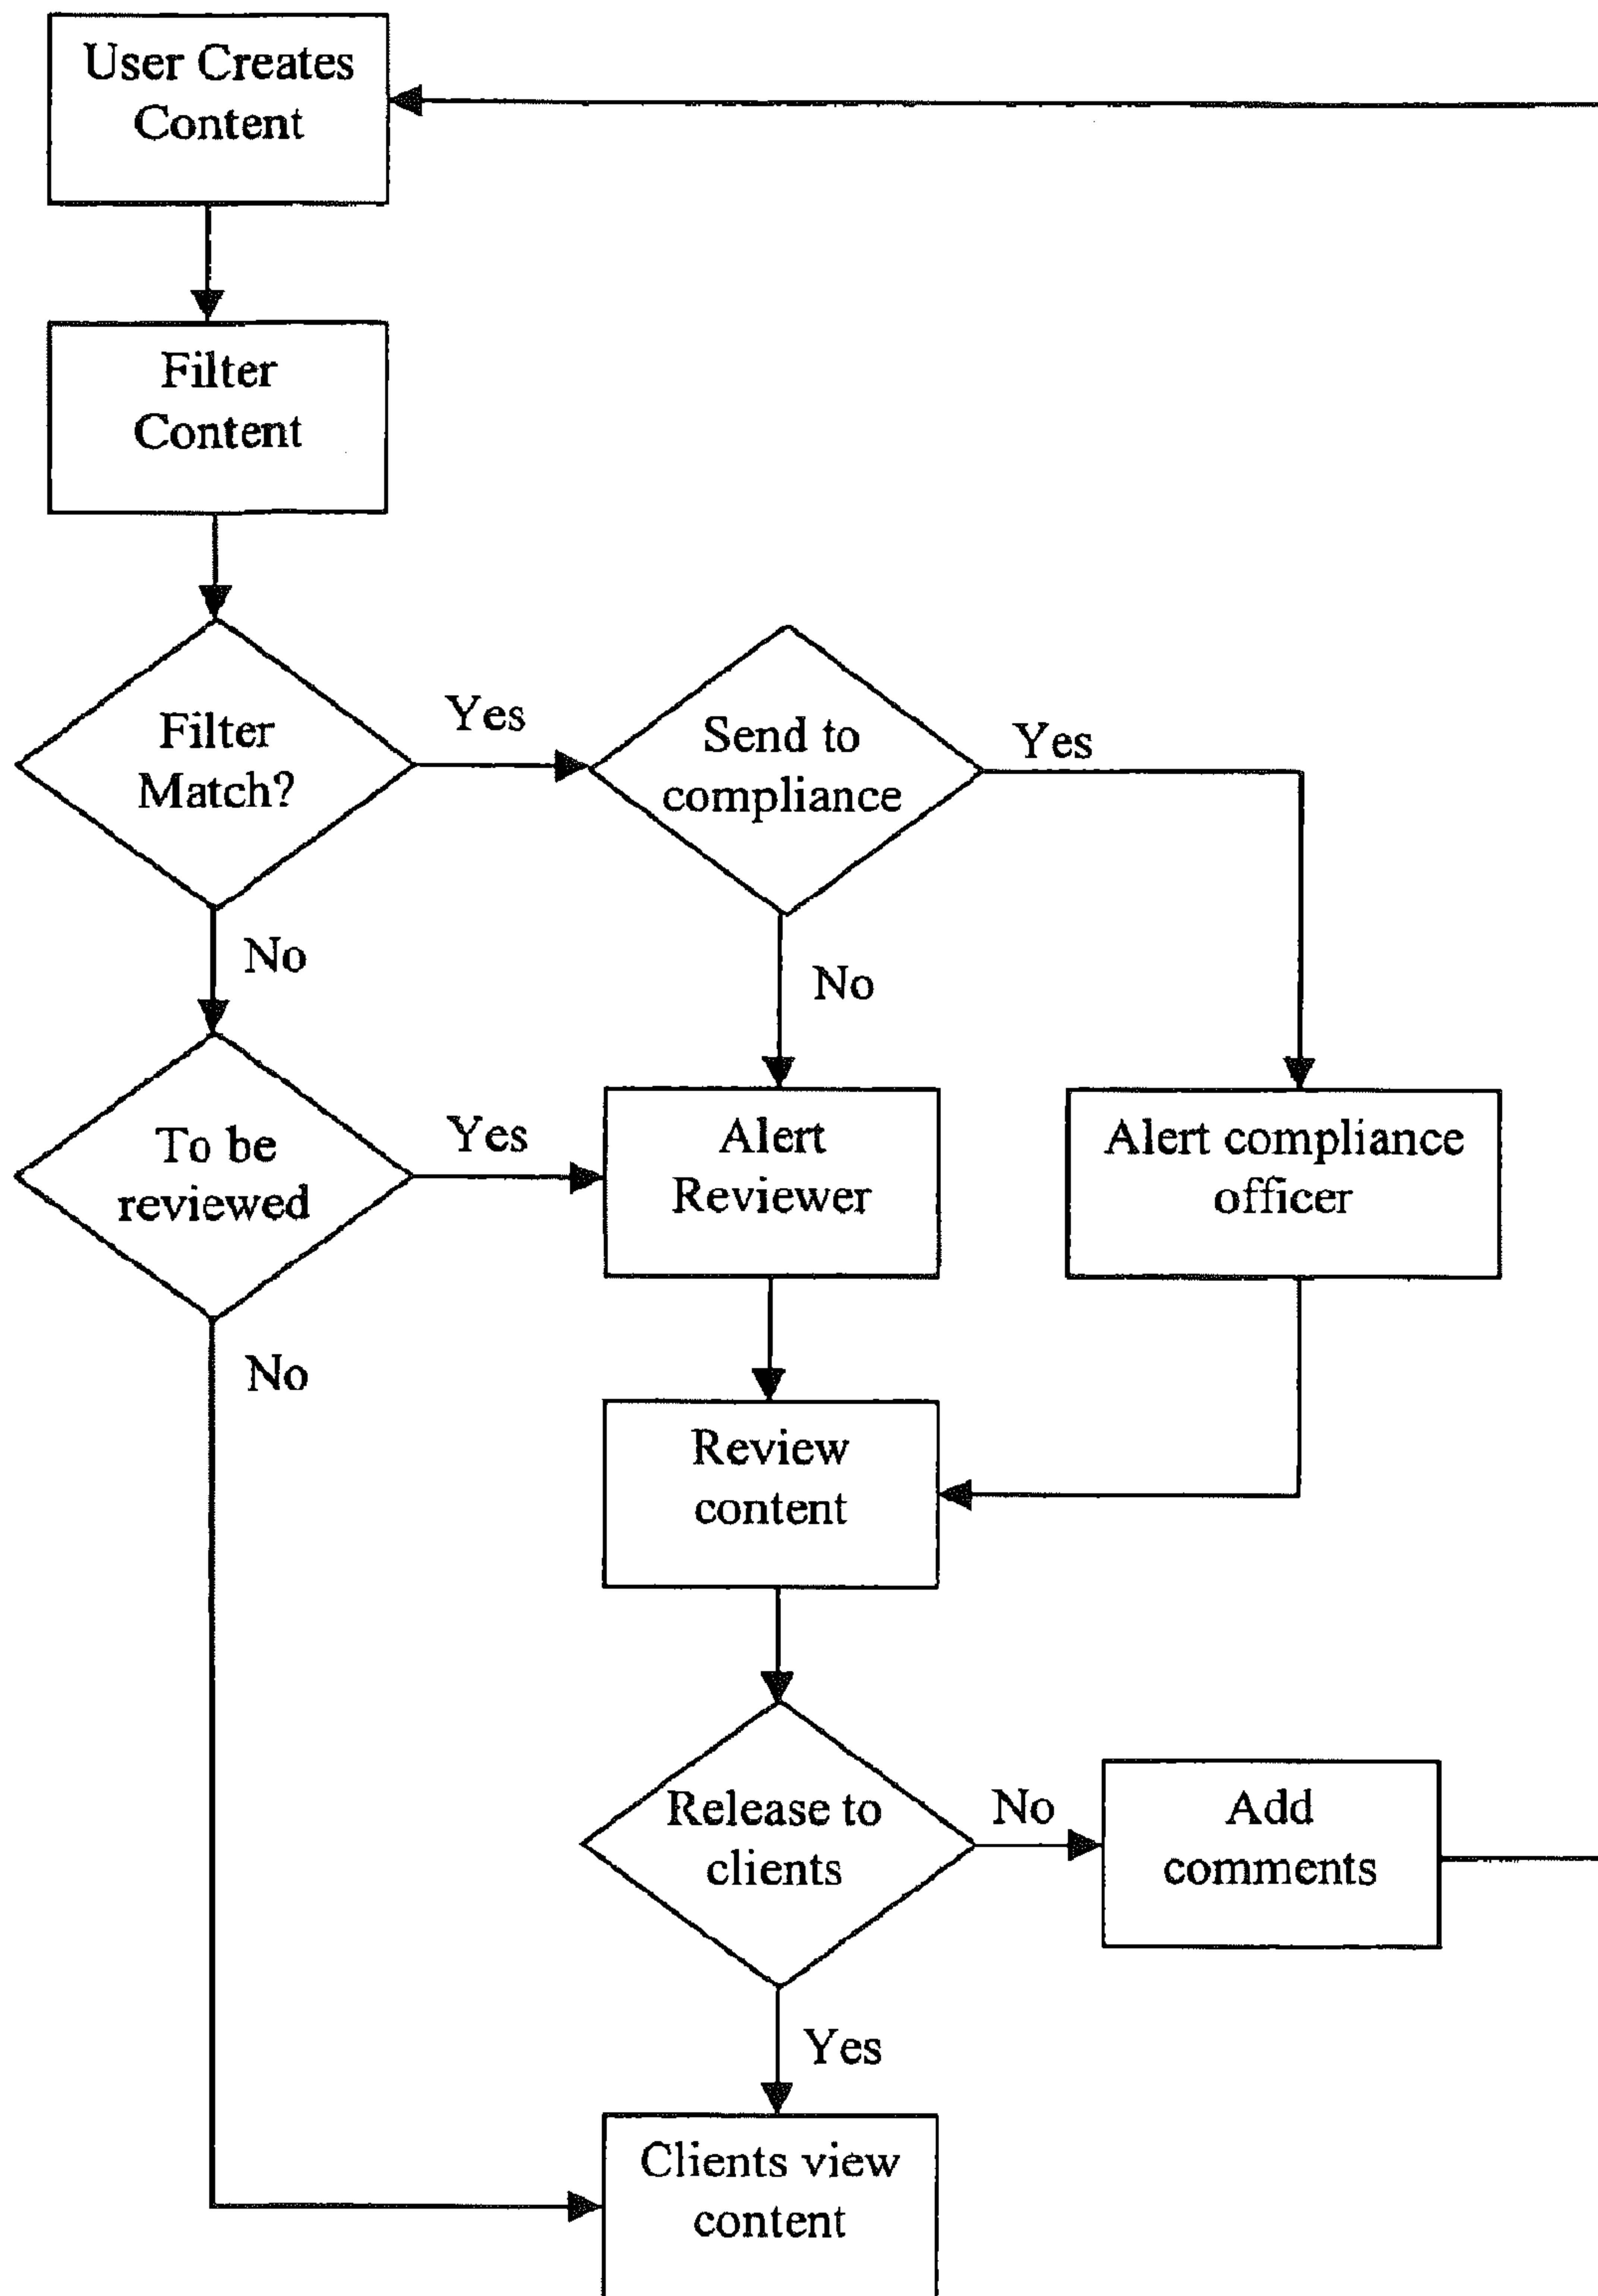 User Creates
Content
Filter
Content
Filter
Match?
Yes
Send to
compliance
Yes
No
No
To be
reviewed
Yes
Alert
Reviewer
Alert compliance
officer
No
Review
content
Release to
clients
No
Add
comments
Yes
Clients view
content